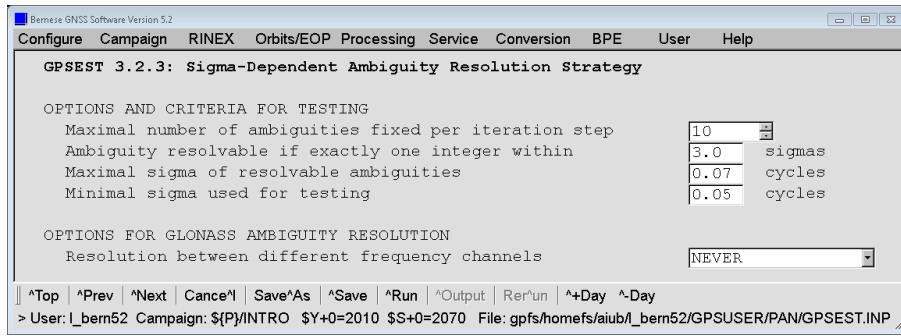 Bernese GNSS Software Version 5.2
Configure Campaign RINEX Orbits/EOP Processing Service Conversion BPE User Help
GPSEST 3.2.3: Sigma-Dependent Ambiguity Resolution Strategy
OPTIONS AND CRITERIA FOR TESTING
Maximal number of ambiguities fixed per iteration step 10
Ambiguity resolvable if exactly one integer within 3.0 sigmas
Maximal sigma of resolvable ambiguities 0.07 cycles
Minimal sigma used for testing 0.05 cycles
OPTIONS FOR GLONASS AMBIGUITY RESOLUTION
Resolution between different frequency channels NEVER
^Top | ^Prev | ^Next | Cance^l | Save^As | ^Save | ^Run | ^Output | Rer^un | ^+Day ^-Day
> User: l_bern52 Campaign: ${P}/INTRO $Y+0=2010 $S+0=2070 File: gpfs/homefs/aiub/l_bern52/GPSUSER/PAN/GPSEST.INP